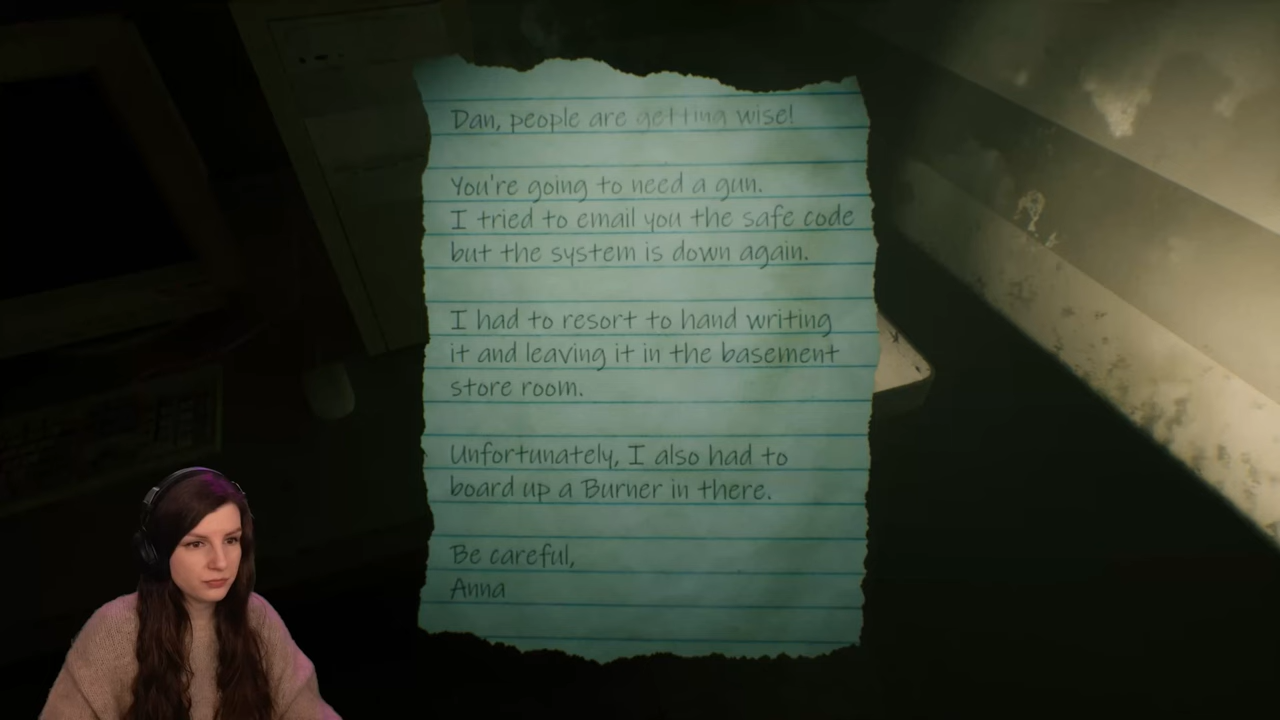 Dan, people are getting wise!
You're going to need a gun.
I tried to email you the safe code
but the system is down again.
I had to resort to hand writing
it and leaving it in the basement
store room.
Unfortunately, I also had to
board up a Burner in there.
Be careful,
Anna